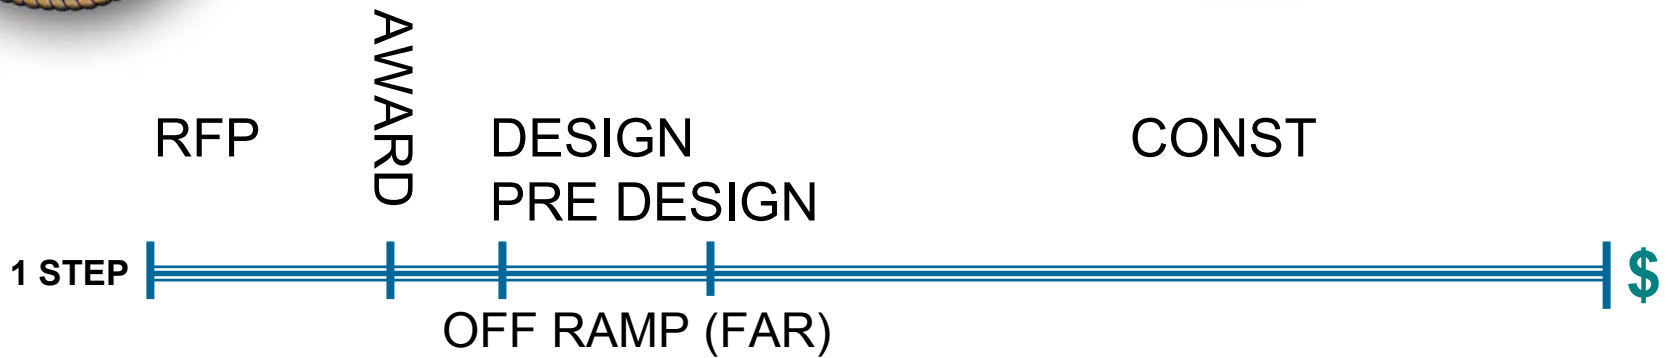 AWARD
RFP
DESIGN
PRE DESIGN
CONST
1 STEP
$
OFF RAMP (FAR)